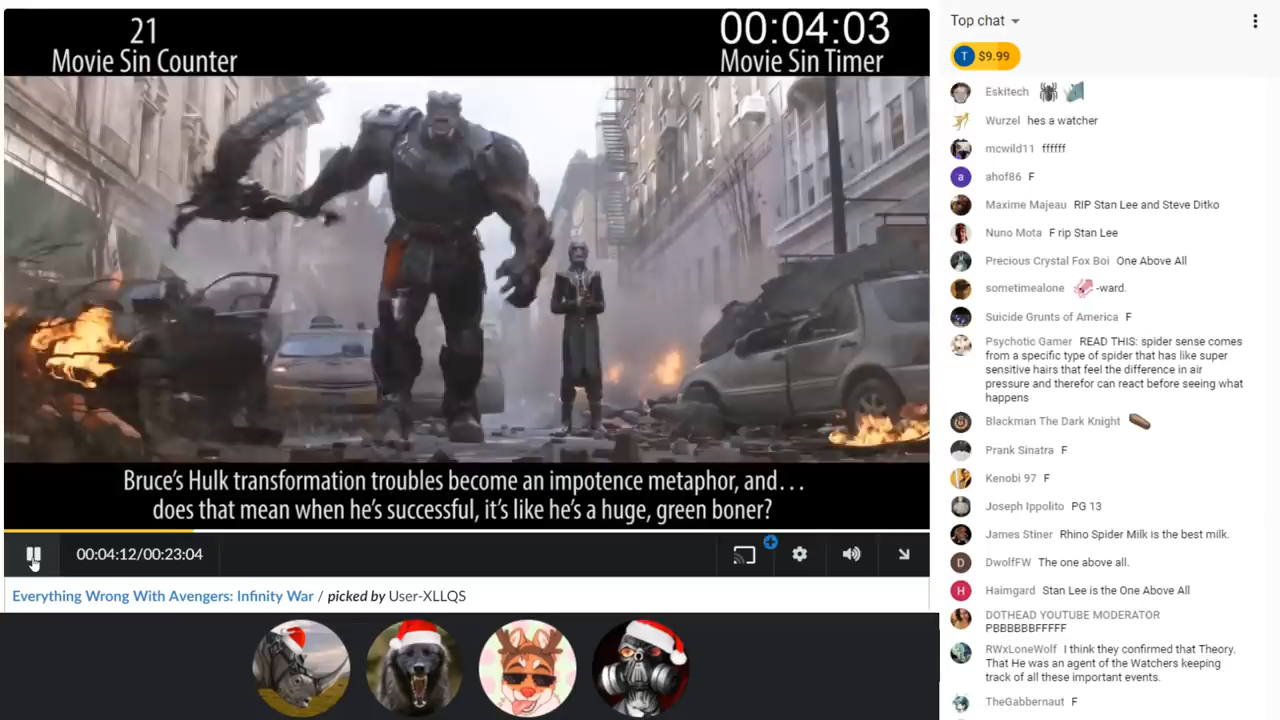 21
Movie Sin Counter
00:04:03
Movie Sin Timer
Bruce's Hulk transformation troubles become an impotence metaphor, and…
does that mean when he's successful, it's like he's a huge, green boner?
00:04:12/00:23:04
Everything Wrong With Avengers: Infinity War / picked by User-XLLQS
Top chat
T $9.99
Eskitech
Wurzel hes a watcher
mcwild11 ffffff
a ahof86 F
Maxime Majeau RIP Stan Lee and Steve Ditko
Nuno Mota F rip Stan Lee
Precious Crystal Fox Boi One Above All
sometimealone -ward.
Suicide Grunts of America F
Psychotic Gamer READ THIS: spider sense comes
from a specific type of spider that has like super
sensitive hairs that feel the difference in air
pressure and therefor can react before seeing what
happens
Blackman The Dark Knight
Prank Sinatra F
Kenobi 97 F
Joseph Ippolito PG 13
James Stiner Rhino Spider Milk is the best milk.
D DwolfFW The one above all.
H Haimgard Stan Lee is the One Above All
DOTHEAD YOUTUBE MODERATOR
PBBBBBFFFFF
RWxLoneWolf I think they confirmed that Theory.
That He was an agent of the Watchers keeping
track of all these important events.
TheGabbernaut F